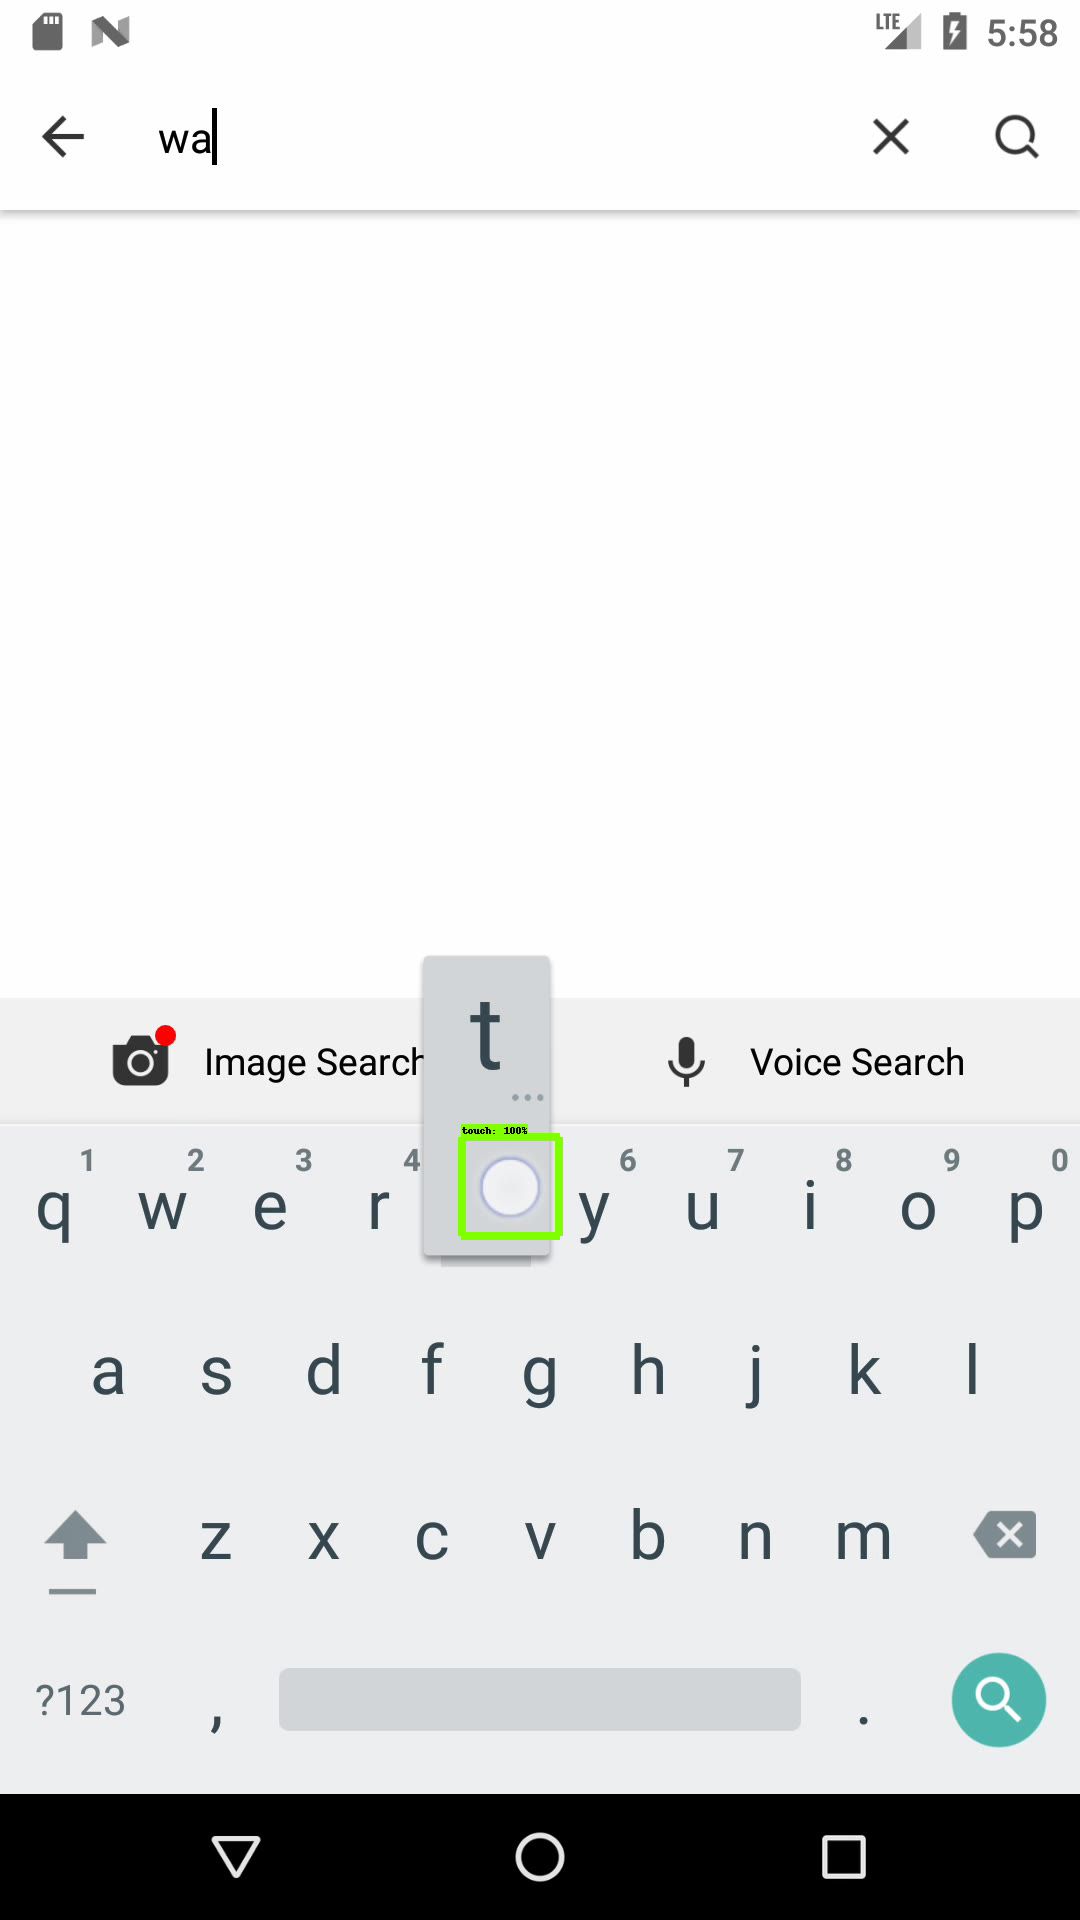 LTE 5:58
wa
t
Image Search Voice Search
touch: 100%
1 2 3 4 6 7 8 9 0
q w e r y u i o p
a s d f g h j k l
z x c v b n m
?123 , .